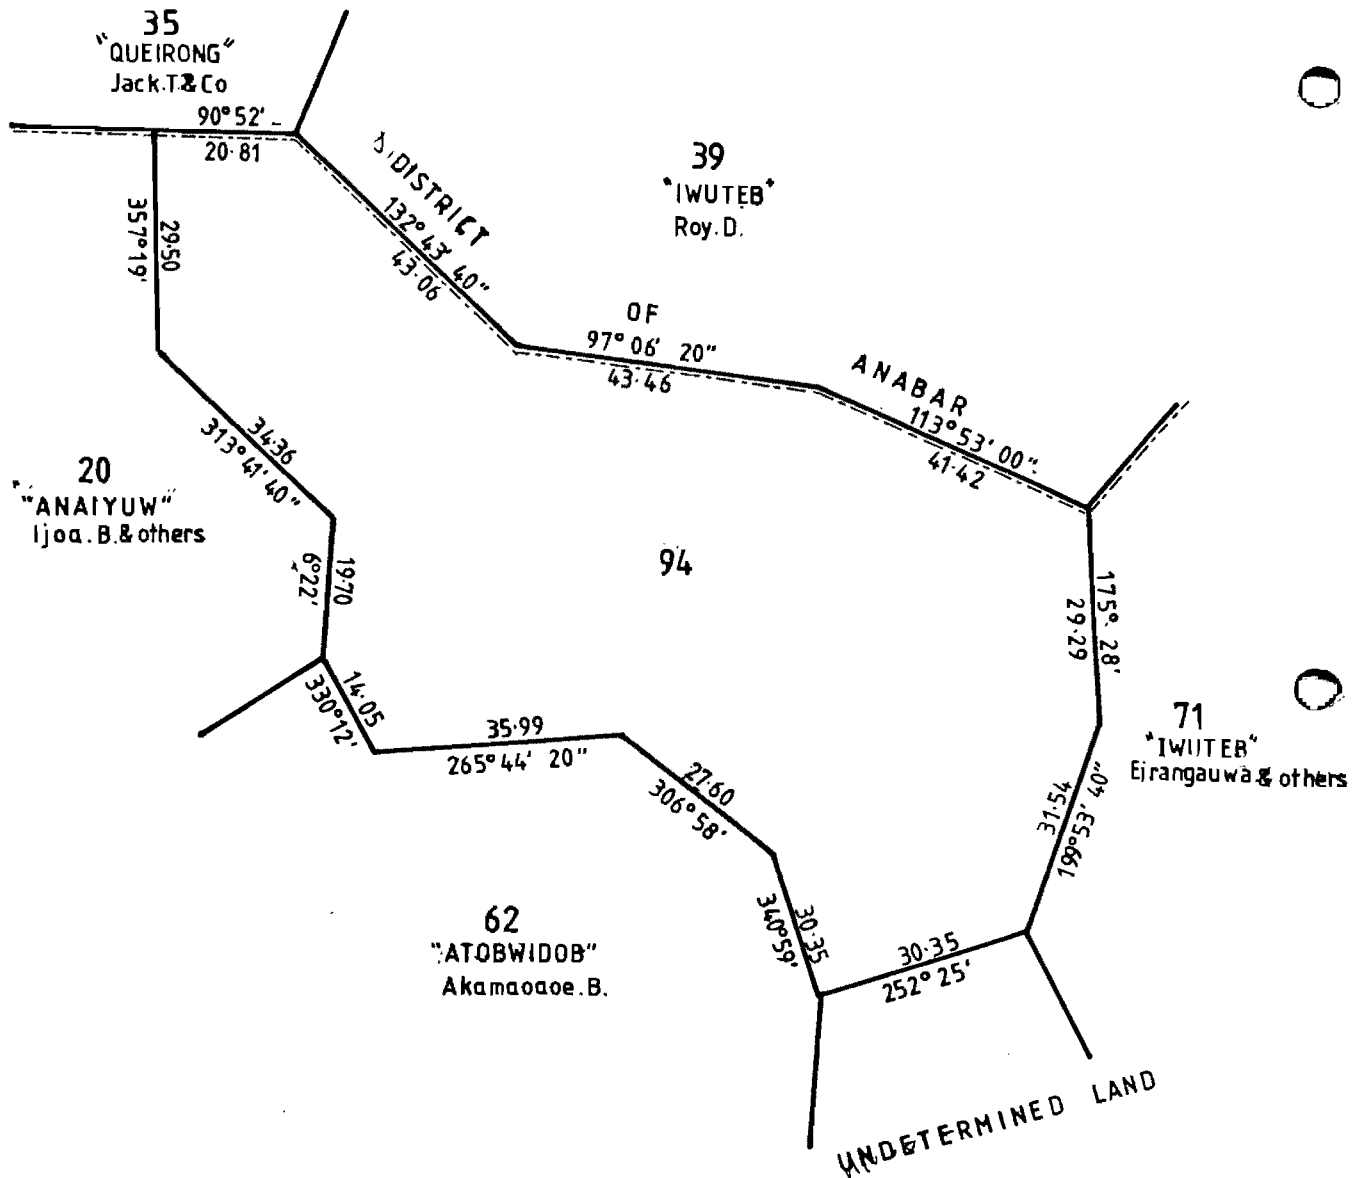 35
"QUEIRONG"
Jack.T.& Co
90° 52'
20·81
DISTRICT
132° 43' 40"
43·06
39
"IWUTEB"
Roy. D.
29·50
357° 19'
OF
97° 06' 20"
43·46
ANABAR
113° 53' 00"
41·42
34·36
313° 41' 40"
20
"ANAIYUW"
Ijoa. B.& others
19·70
6° 22'
94
175° 28'
29·29
14·05
330° 12'
35·99
265° 44' 20"
27·60
306° 58'
71
"IWUTEB"
Ejrangauwa & others
31·54
199° 53' 40"
62
"ATOBWIDOB"
Akamaoaoe. B.
30·35
340° 59'
30·35
252° 25'
UNDETERMINED LAND